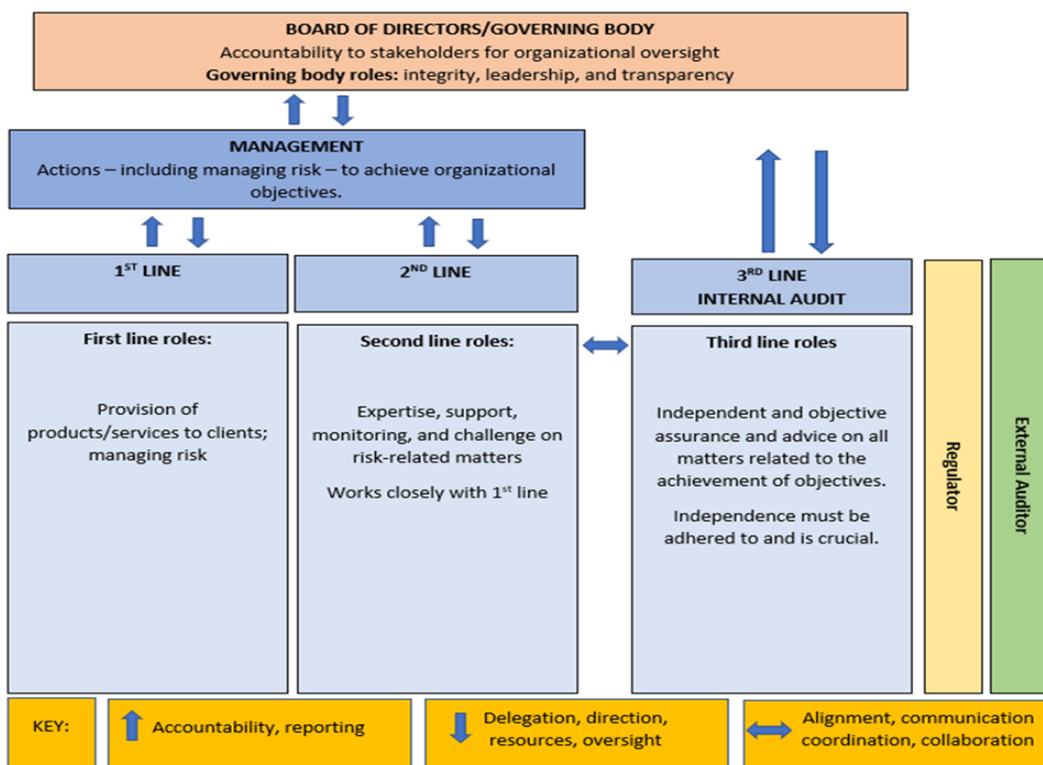 BOARD OF DIRECTORS/GOVERNING BODY
Accountability to stakeholders for organizational oversight
Governing body roles: integrity, leadership, and transparency
MANAGEMENT
Actions – including managing risk – to achieve organizational
objectives.
1ST LINE
2ND LINE
3RD LINE
INTERNAL AUDIT
First line roles:
Provision of
products/services to clients;
managing risk
Second line roles:
Expertise, support,
monitoring, and challenge on
risk-related matters
Works closely with 1st line
Third line roles
Independent and objective
assurance and advice on all
matters related to the
achievement of objectives.
Independence must be
adhered to and is crucial.
Regulator
External Auditor
KEY:
Accountability, reporting
Delegation, direction,
resources, oversight
Alignment, communication
coordination, collaboration